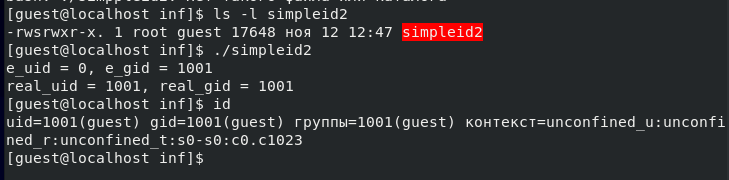 [guest@localhost inf]$ ls -l simpleid2
-rwsrwxr-x. 1 root guest 17648 ноя 12 12:47 simpleid2
[guest@localhost inf]$ ./simpleid2
e_uid = 0, e_gid = 1001
real_uid = 1001, real_gid = 1001
[guest@localhost inf]$ id
uid=1001(guest) gid=1001(guest) группы=1001(guest) контекст=unconfined_u:unconfi
ned_r:unconfined_t:s0-s0:c0.c1023
[guest@localhost inf]$